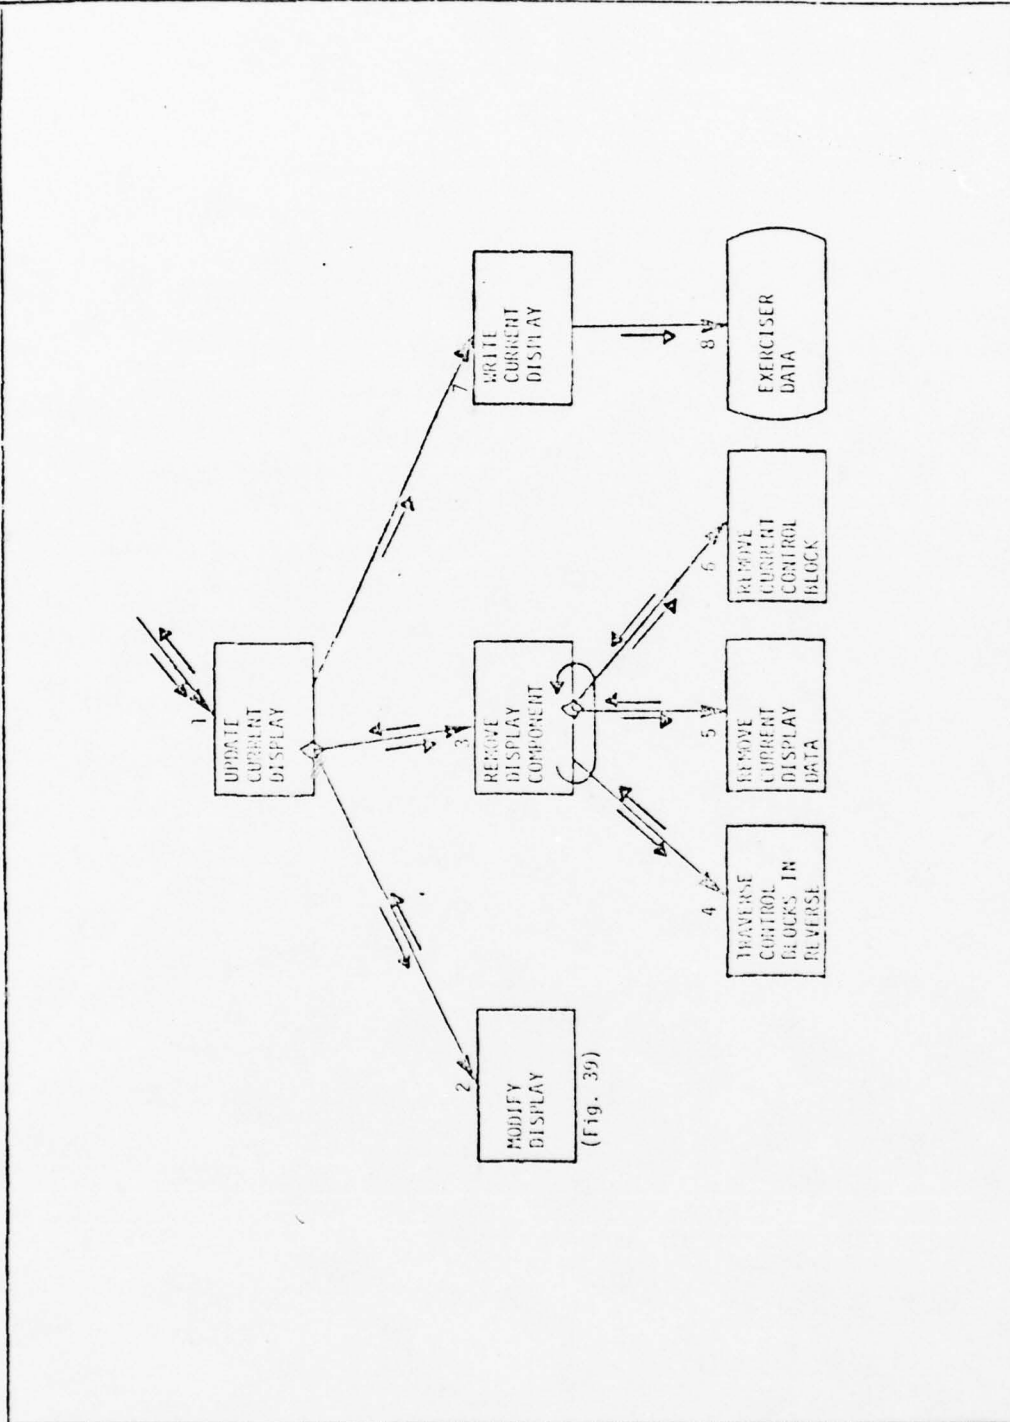 1
UPDATE
CURRENT
DISPLAY
2
MODIFY
DISPLAY
(Fig. 39)
3
REMOVE
DISPLAY
COMPONENT
7
WRITE
CURRENT
DISPLAY
4
TRAVERSE
CONTROL
BLOCKS IN
REVERSE
5
REMOVE
CURRENT
DISPLAY
DATA
6
REMOVE
CURRENT
CONTROL
BLOCK
8
EXERCISER
DATA